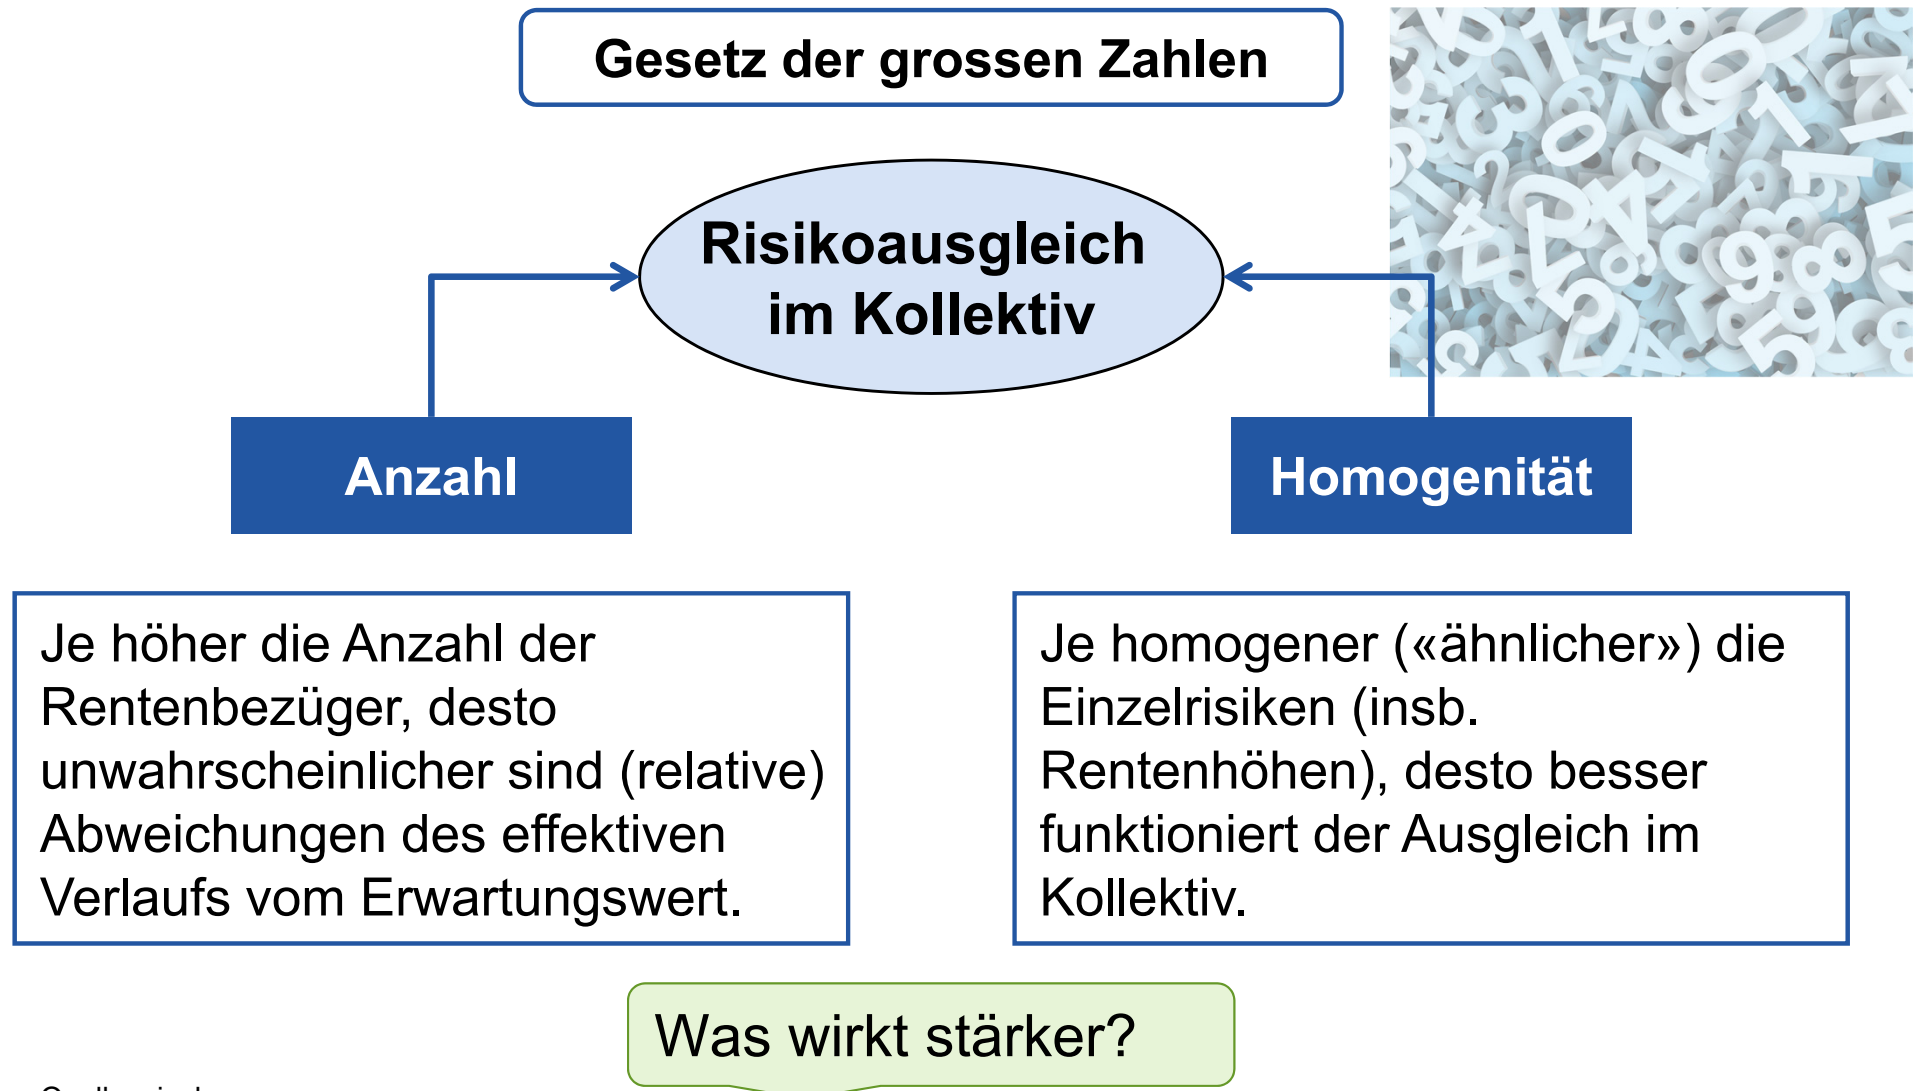 Gesetz der grossen Zahlen
Risikoausgleich
im Kollektiv
Anzahl
Homogenität
Je höher die Anzahl der
Rentenbezüger, desto
unwahrscheinlicher sind (relative)
Abweichungen des effektiven
Verlaufs vom Erwartungswert.
Je homogener («ähnlicher») die
Einzelrisiken (insb.
Rentenhöhen), desto besser
funktioniert der Ausgleich im
Kollektiv.
Was wirkt stärker?